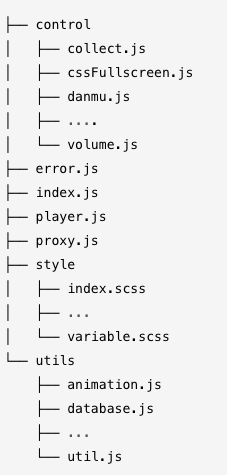 ├── control
│   ├── collect.js
│   ├── cssFullscreen.js
│   ├── danmu.js
│   ├── ....
│   └── volume.js
├── error.js
├── index.js
├── player.js
├── proxy.js
├── style
│   ├── index.scss
│   ├── ...
│   └── variable.scss
└── utils
    ├── animation.js
    ├── database.js
    ├── ...
    └── util.js